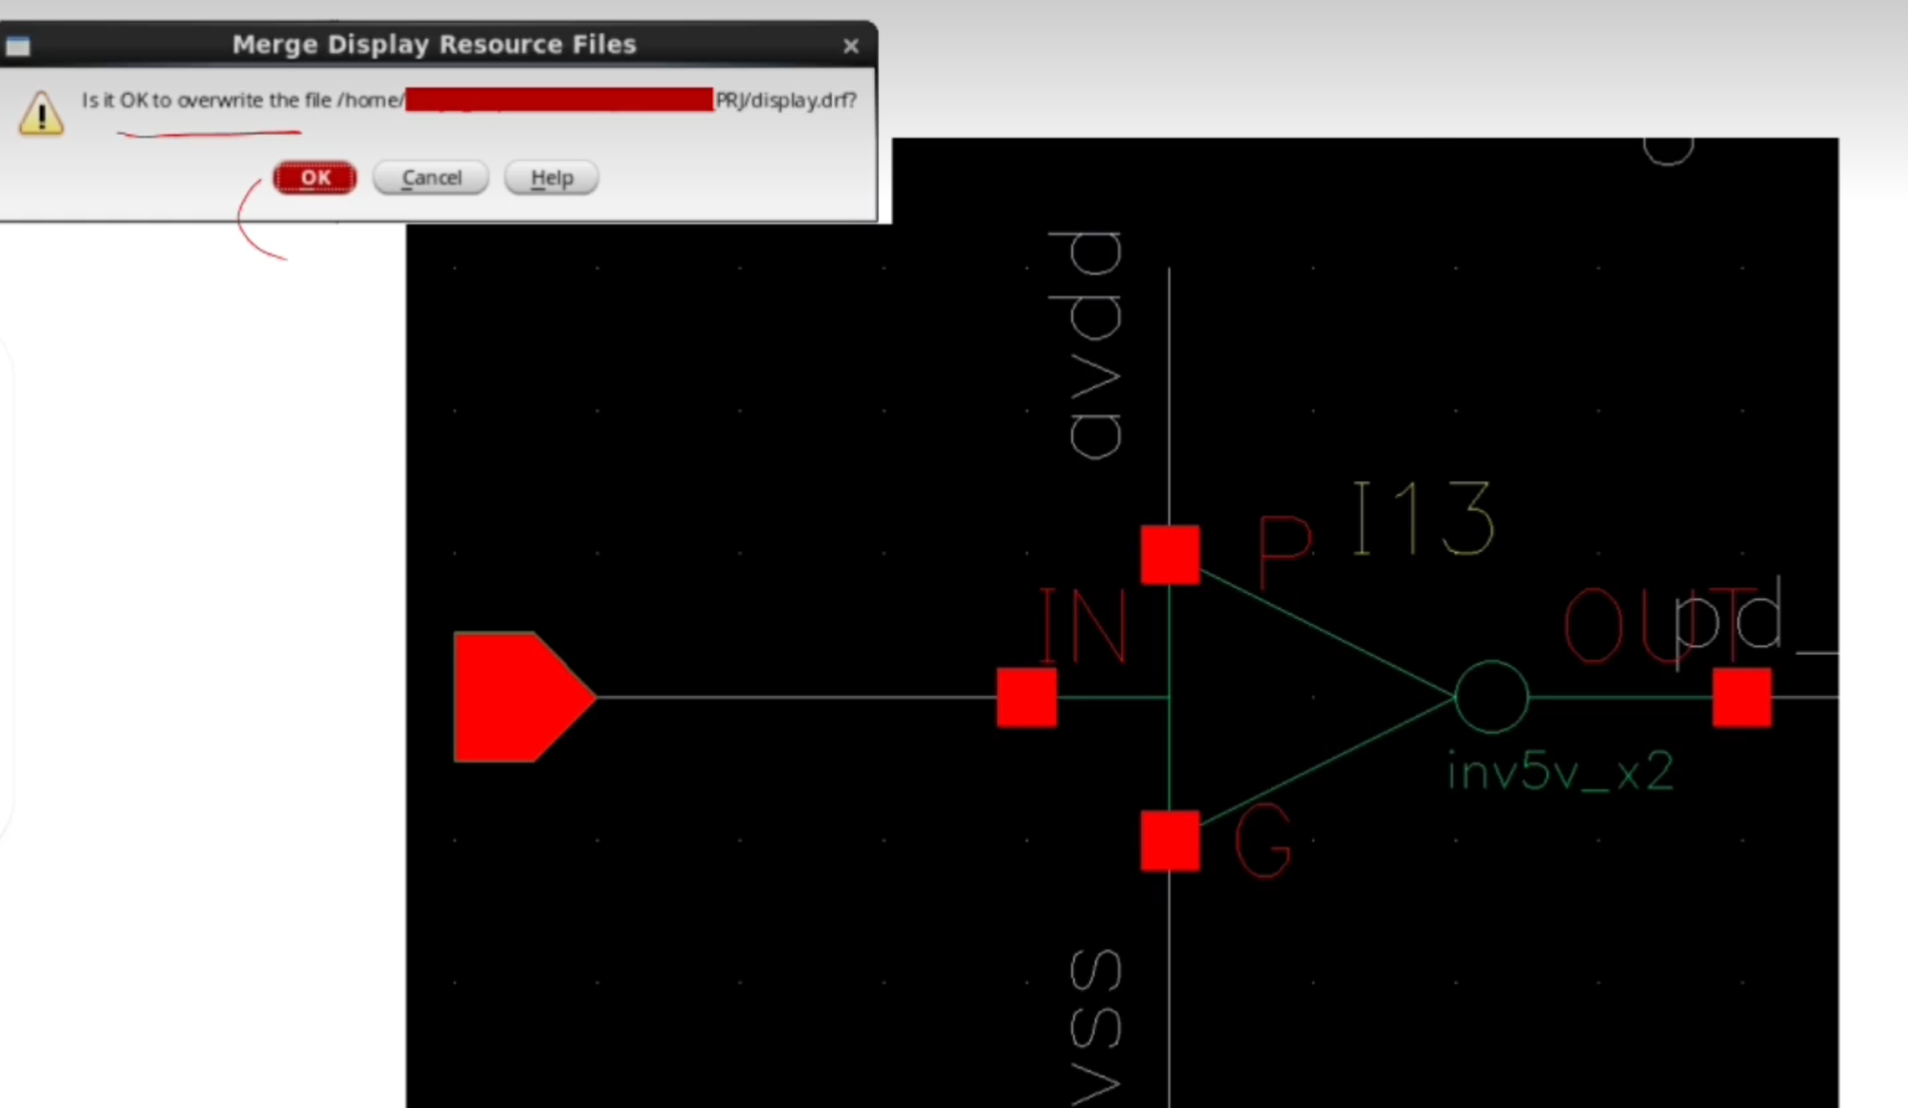 Merge Display Resource Files
Is it OK to overwrite the file /home/ PRJ/display.drf?
OK Cancel Help
avdd
P I13
IN
OUT
pd_
inv5v_x2
G
vss